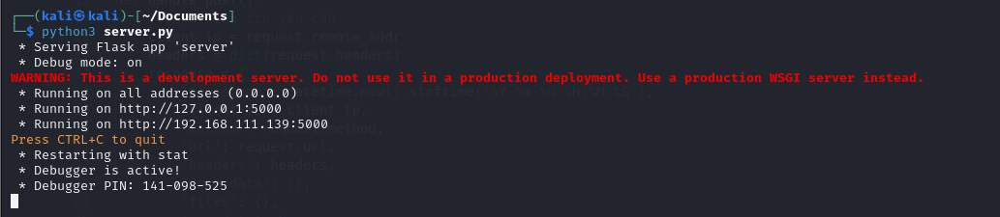 ┌──(kali㉿kali)-[~/Documents]
└─$ python3 server.py
 * Serving Flask app 'server'
 * Debug mode: on
WARNING: This is a development server. Do not use it in a production deployment. Use a production WSGI server instead.
 * Running on all addresses (0.0.0.0)
 * Running on http://127.0.0.1:5000
 * Running on http://192.168.111.139:5000
Press CTRL+C to quit
 * Restarting with stat
 * Debugger is active!
 * Debugger PIN: 141-098-525